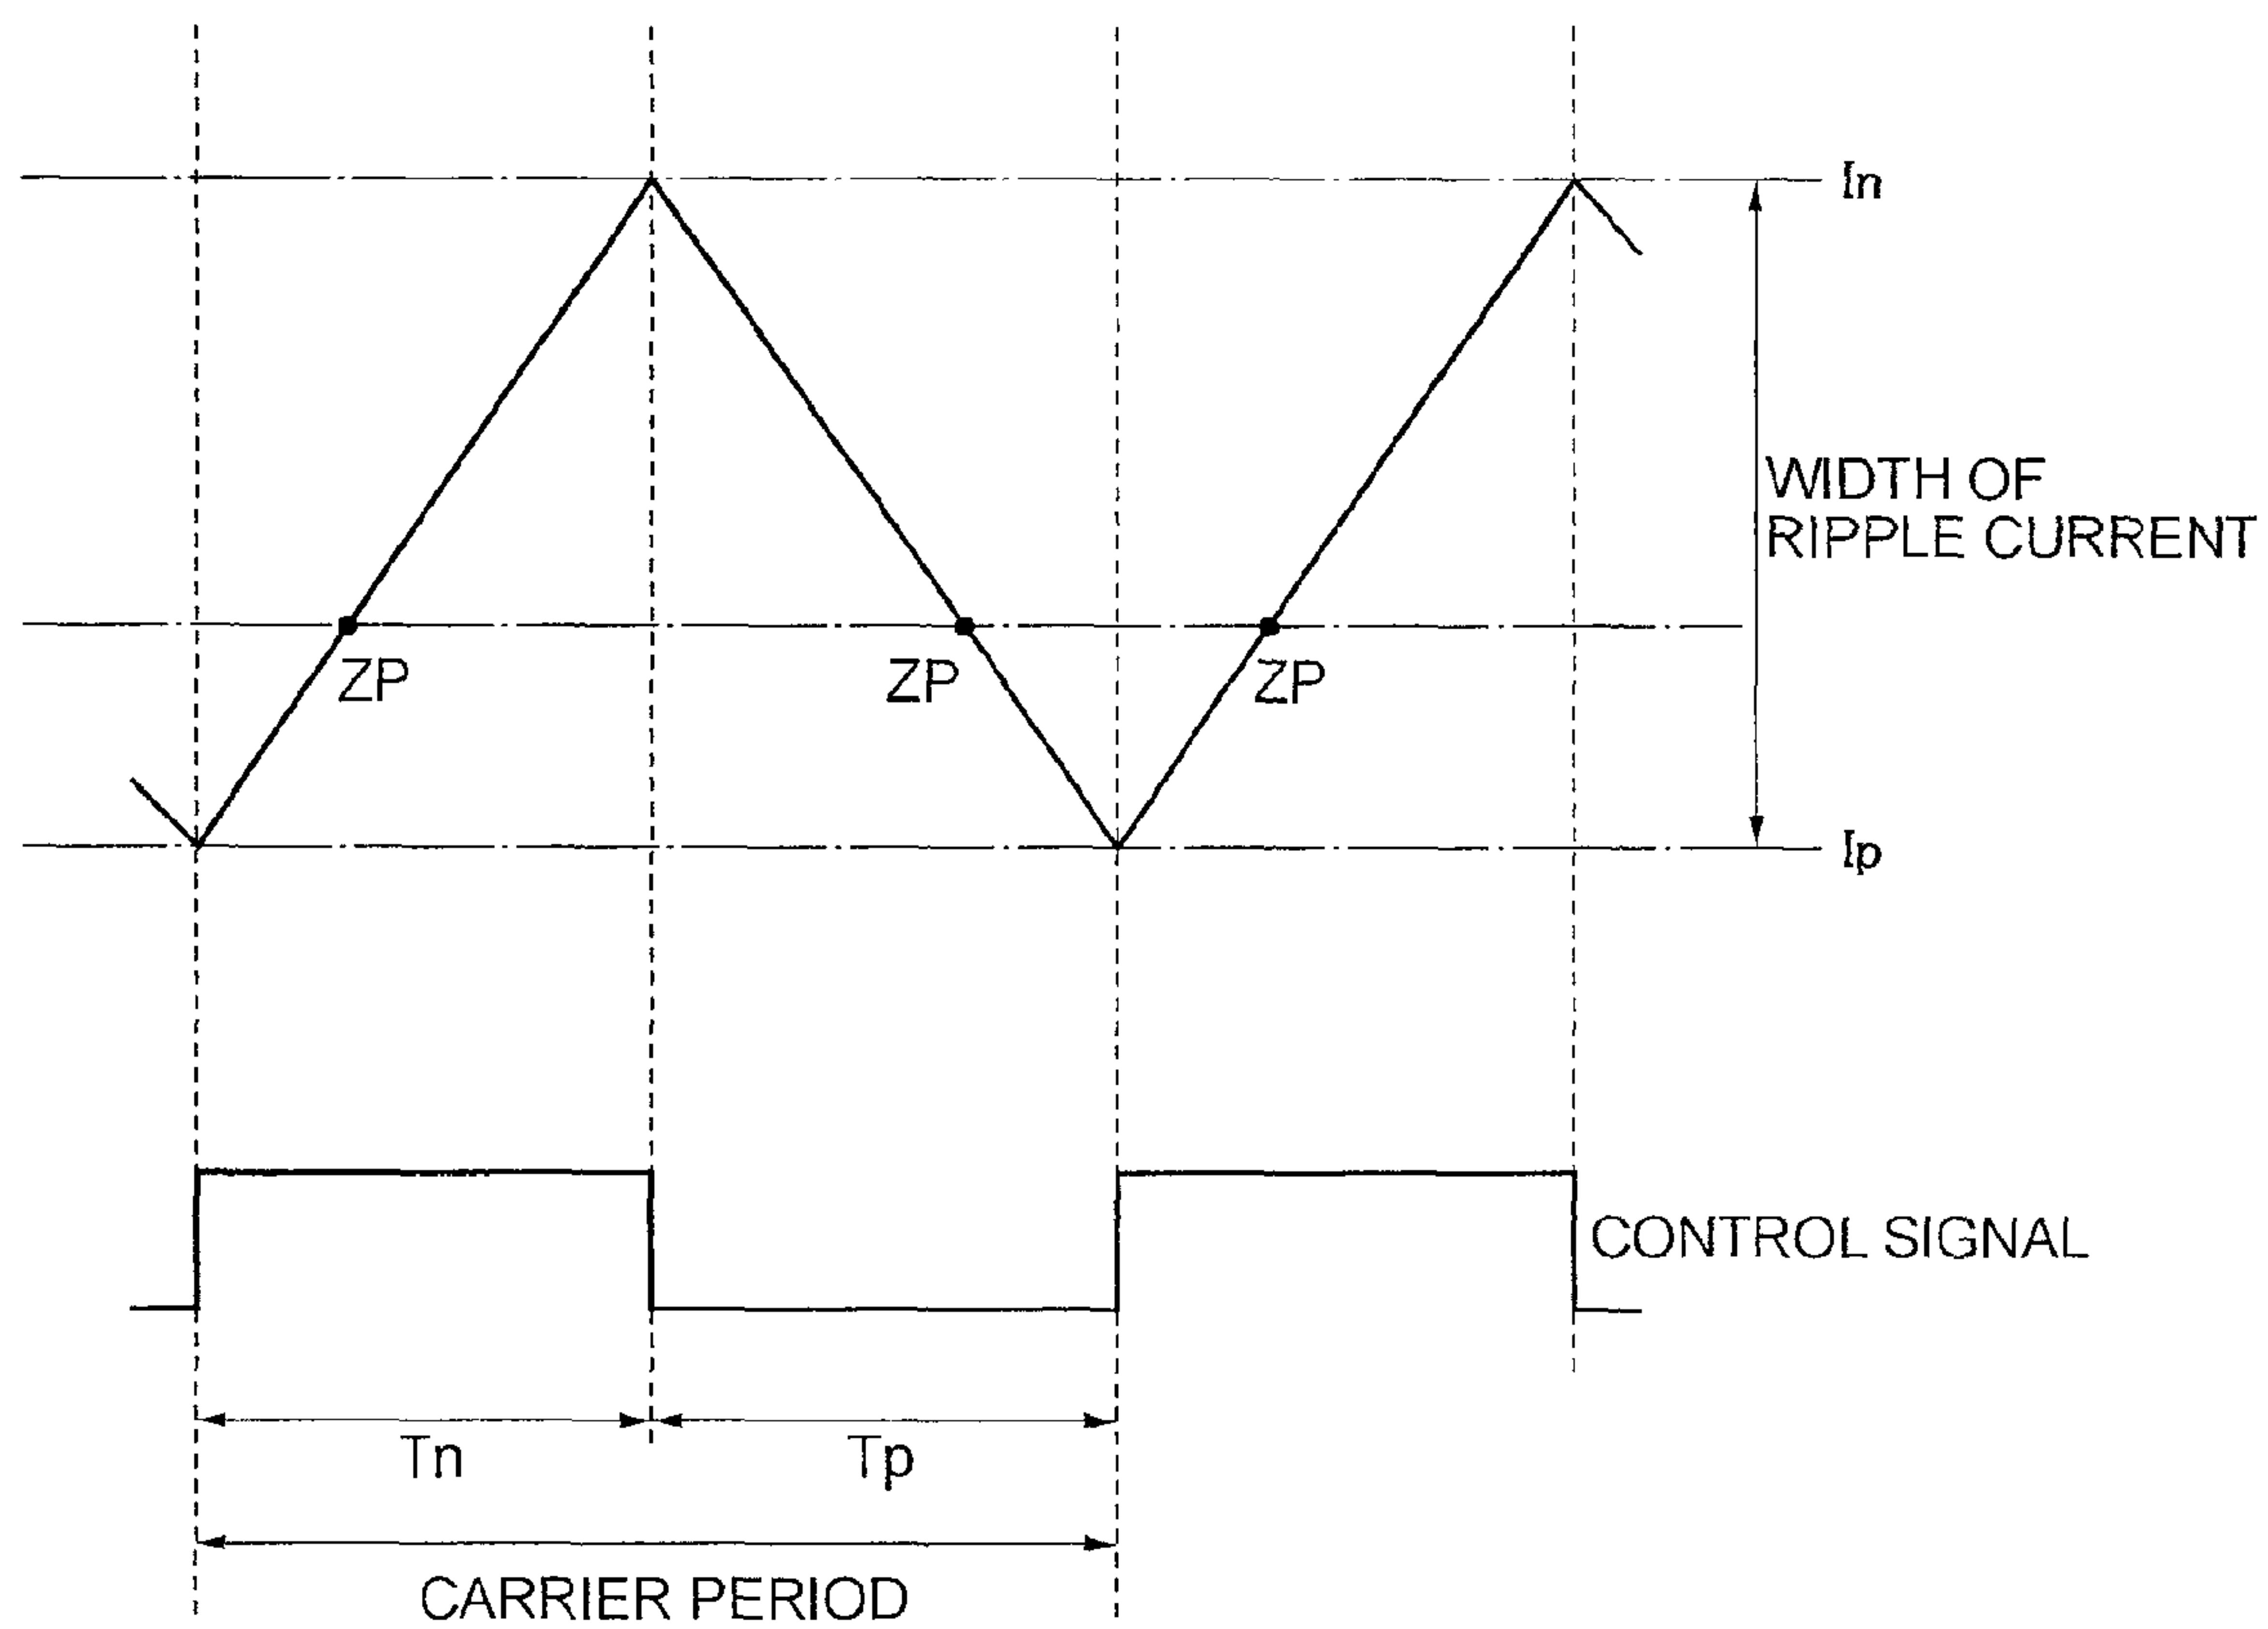 In
WIDTH OF
RIPPLE CURRENT
ZP ZP ZP
Ip
CONTROL SIGNAL
Tn Tp
CARRIER PERIOD